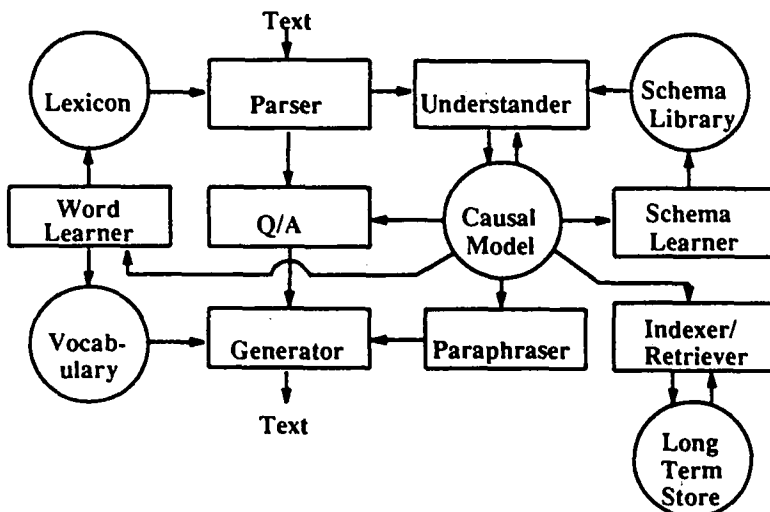 Text
Lexicon
Parser
Understander
Schema
Library
Word
Learner
Q/A
Causal
Model
Schema
Learner
Vocab-
ulary
Generator
Paraphraser
Indexer/
Retriever
Text
Long
Term
Store